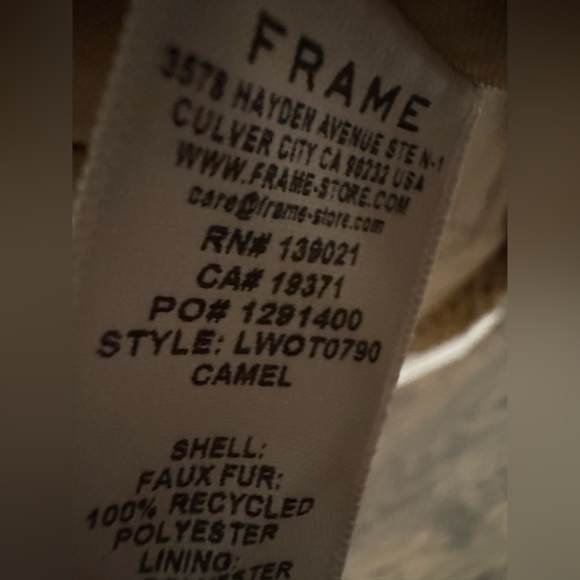 FRAME
3578 HAYDEN AVENUE STE N-1
CULVER CITY CA 90232 USA
WWW.FRAME-STORE.COM
care@frame-store.com
RN# 139021
CA# 19371
PO# 1291400
STYLE: LWOT0790
CAMEL
SHELL:
FAUX FUR:
100% RECYCLED
POLYESTER
LINING:
POLYESTER